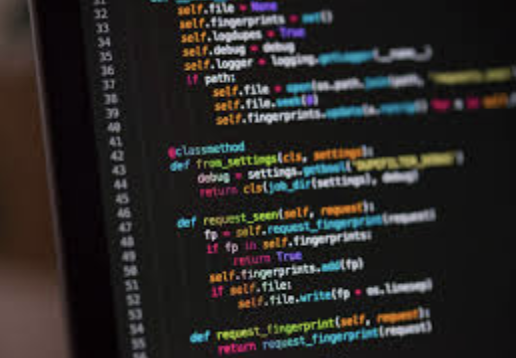 31
32 self.file = None
33 self.fingerprints = set()
34 self.logdupes = True
35 self.debug = debug
36 self.logger = logging.getLogger(__name__)
if path:
37 self.file = open(os.path.join(path,
38 self.file.seek(0)
39 self.fingerprints.update(
40
41 @classmethod
42 def from_settings(cls, settings):
43 debug = settings.getbool(
44 return cls(job_dir(settings), debug)
45
46 def request_seen(self, request):
47 fp = self.request_fingerprint(request)
48 if fp in self.fingerprints:
49 return True
50 self.fingerprints.add(fp)
51 if self.file:
52 self.file.write(fp + os.linesep)
53
54 def request_fingerprint(self, request):
55 return request_fingerprint(request)